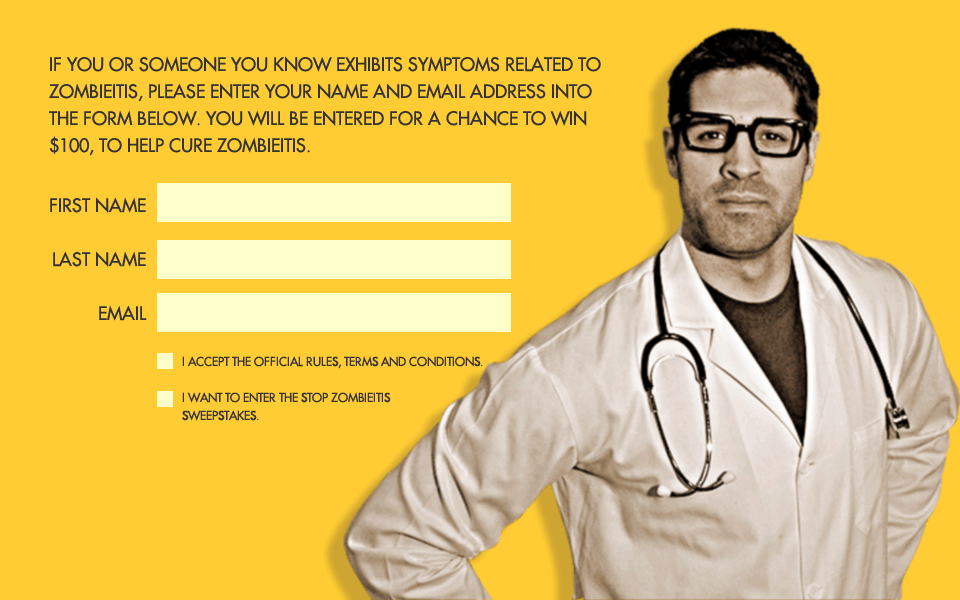 IF YOU OR SOMEONE YOU KNOW EXHIBITS SYMPTOMS RELATED TO
ZOMBIEITIS, PLEASE ENTER YOUR NAME AND EMAIL ADDRESS INTO
THE FORM BELOW. YOU WILL BE ENTERED FOR A CHANCE TO WIN
$100, TO HELP CURE ZOMBIEITIS.
FIRST NAME
LAST NAME
EMAIL
I ACCEPT THE OFFICIAL RULES, TERMS AND CONDITIONS.
I WANT TO ENTER THE STOP ZOMBIEITIS
SWEEPSTAKES.